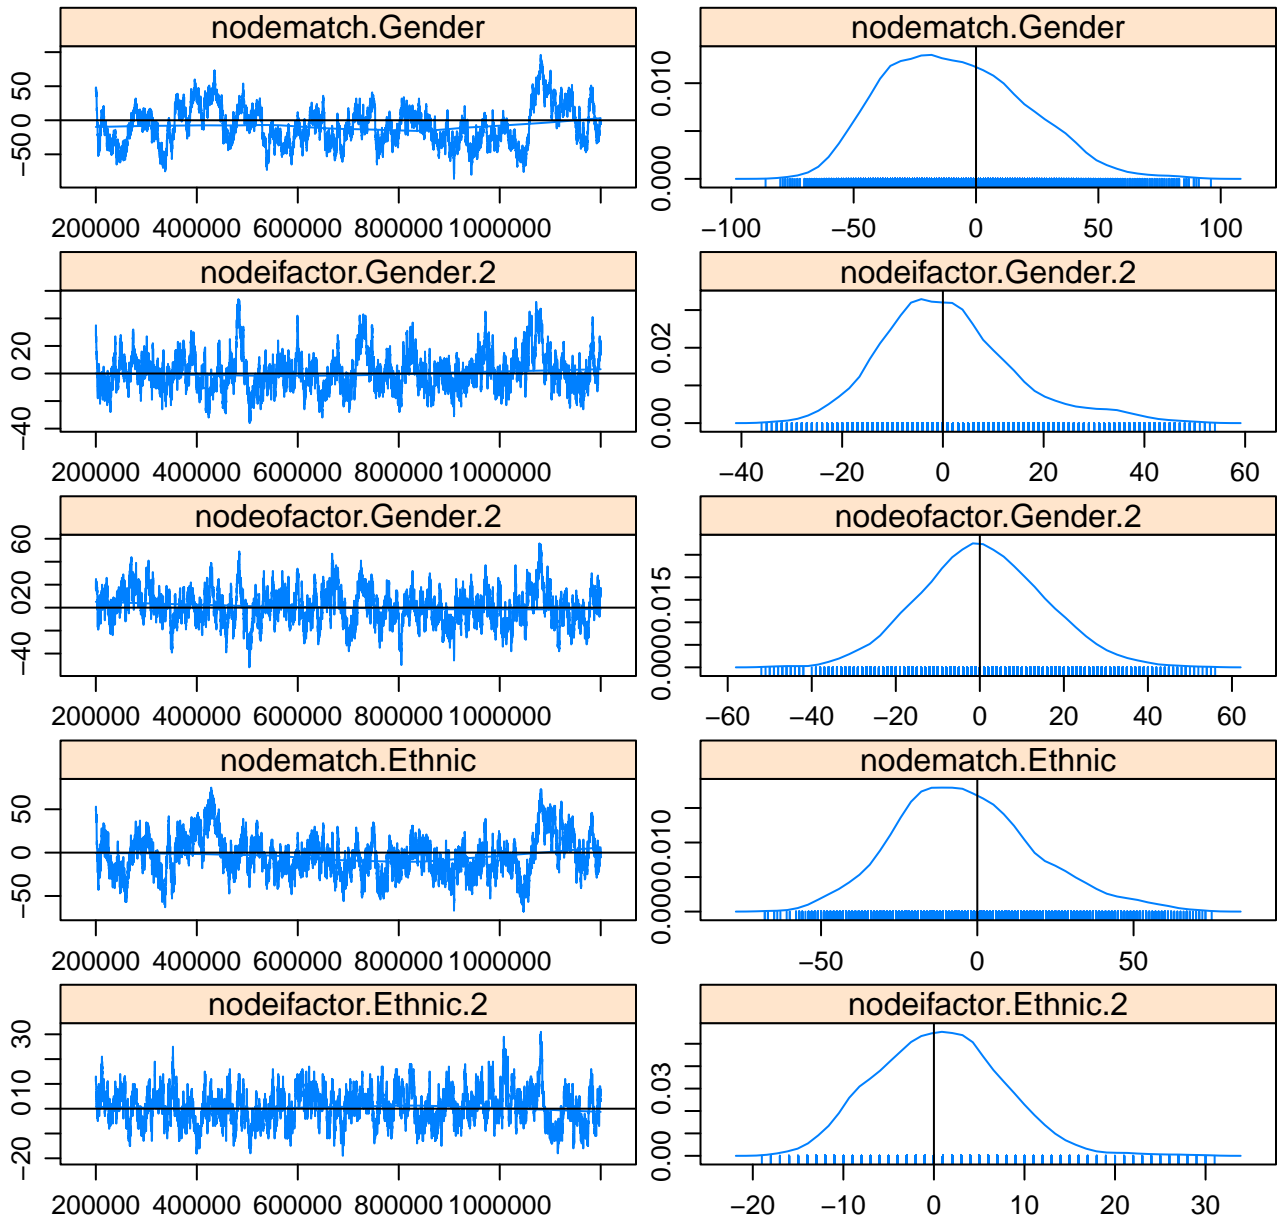 nodematch.Gender
nodematch.Gender
−50 0 50
0.000 0.010
200000 400000 600000 800000 1000000
−100 −50 0 50 100
nodeifactor.Gender.2
nodeifactor.Gender.2
−40 0 20
0.00 0.02
200000 400000 600000 800000 1000000
−40 −20 0 20 40 60
nodeofactor.Gender.2
nodeofactor.Gender.2
−40 0 20 60
0.000 0.015
200000 400000 600000 800000 1000000
−60 −40 −20 0 20 40 60
nodematch.Ethnic
nodematch.Ethnic
−50 0 50
0.000 0.010
200000 400000 600000 800000 1000000
−50 0 50
nodeifactor.Ethnic.2
nodeifactor.Ethnic.2
−20 0 10 30
0.00 0.03
200000 400000 600000 800000 1000000
−20 −10 0 10 20 30